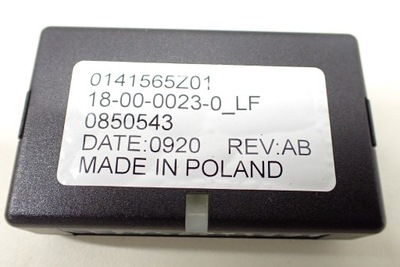 0141565Z01
18-00-0023-0_LF
0850543
DATE:0920 REV:AB
MADE IN POLAND